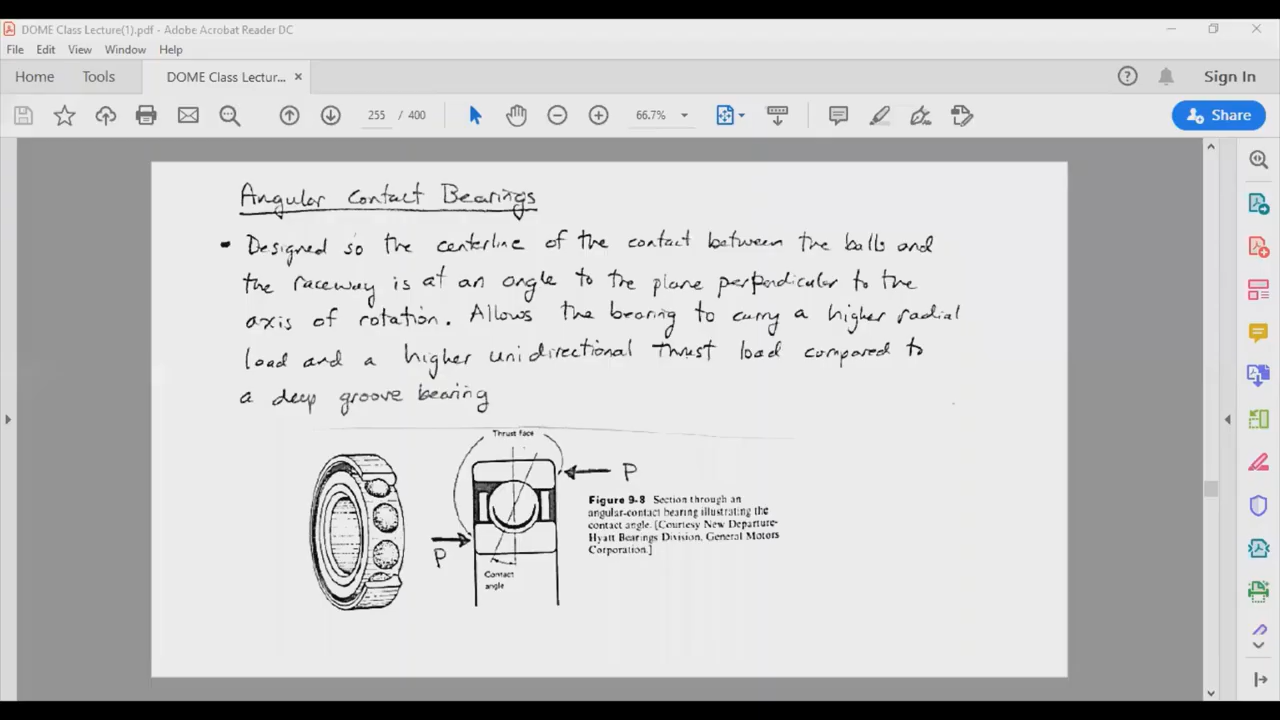 DOME Class Lecture(1).pdf - Adobe Acrobat Reader DC
File Edit View Window Help
Home Tools DOME Class Lectur... × Sign In
255 / 400 66.7% Share
Angular Contact Bearings
- Designed so the centerline of the contact between the balls and
the raceway is at an angle to the plane perpendicular to the
axis of rotation. Allows the bearing to carry a higher radial
load and a higher unidirectional thrust load compared to
a deep groove bearing
Thrust face
P
P
Contact
angle
Figure 9-8 Section through an
angular-contact bearing illustrating the
contact angle. [Courtesy New Departure-
Hyatt Bearings Division, General Motors
Corporation.]